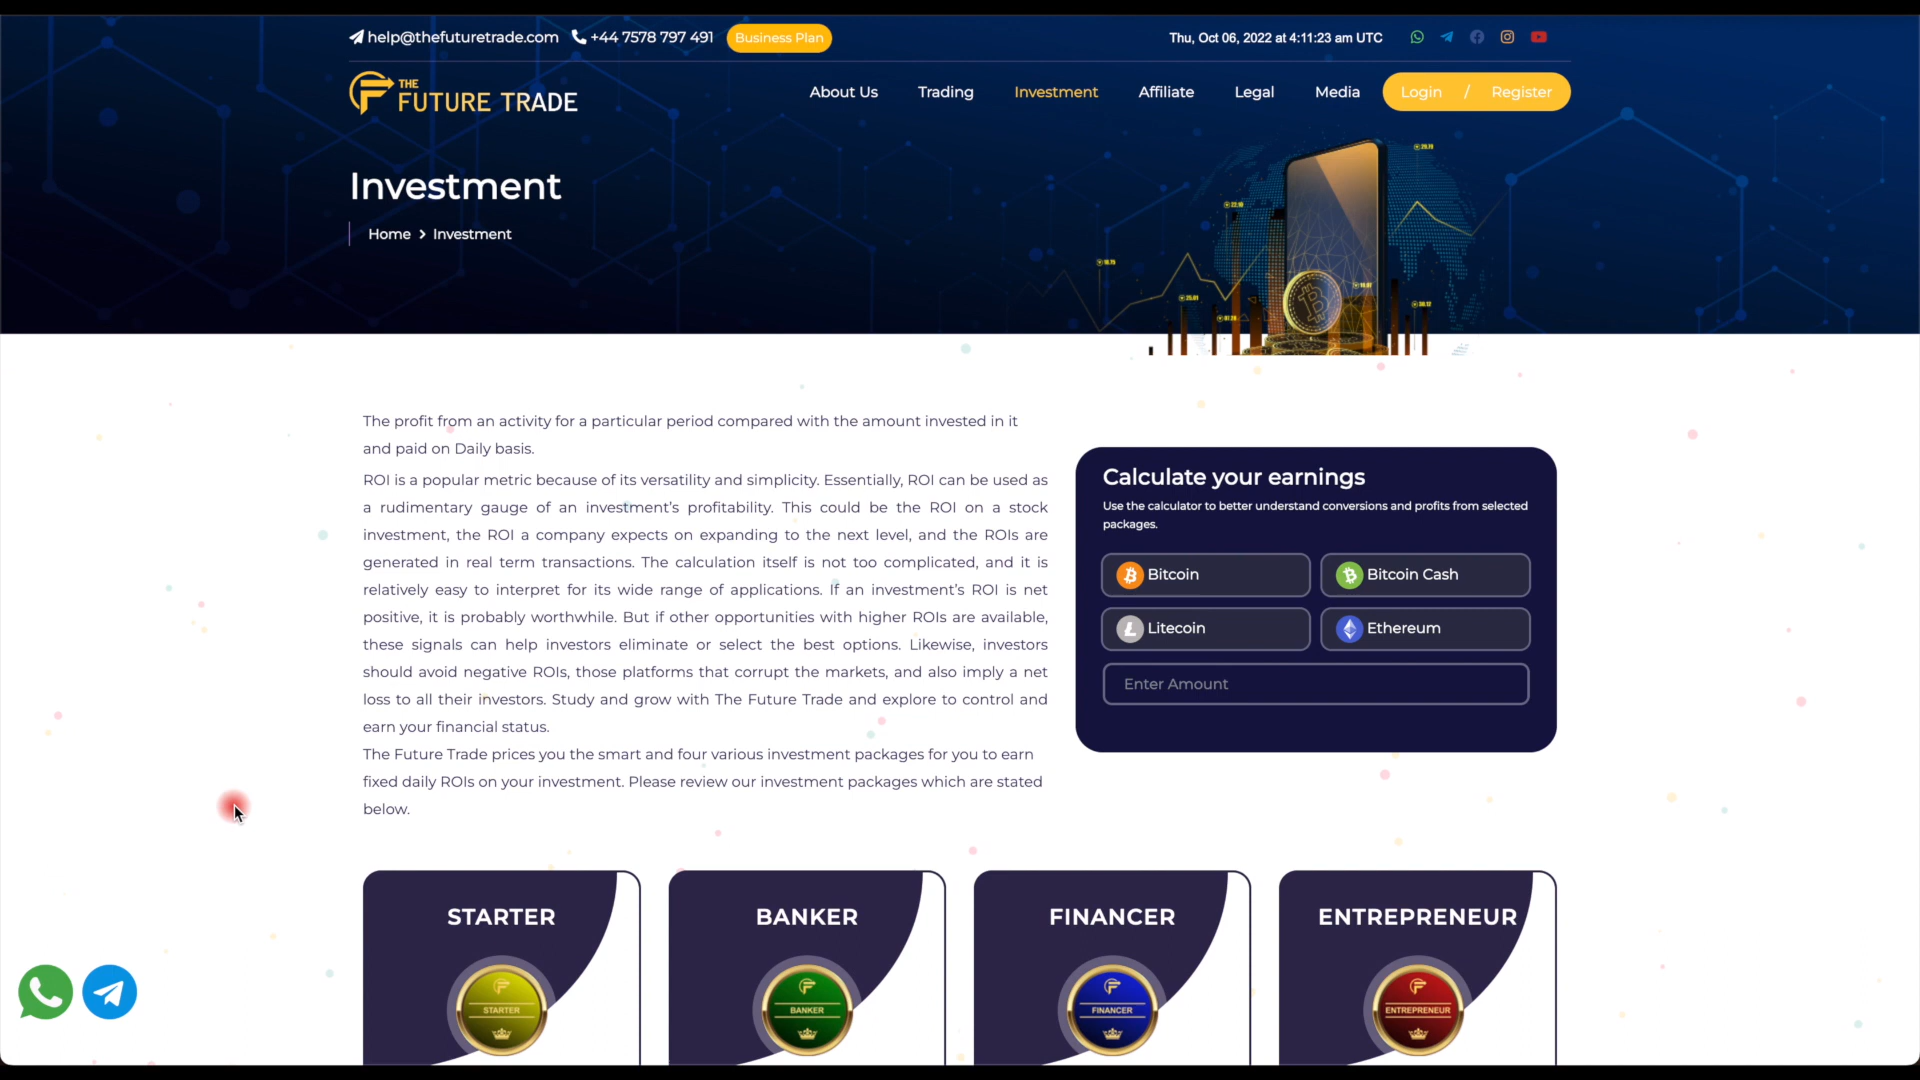 help@thefuturetrade.com +44 7578 797 491 Business Plan Thu, Oct 06, 2022 at 4:11:23 am UTC
THE
FUTURE TRADE
About Us Trading Investment Affiliate Legal Media Login / Register
Investment
Home > Investment
The profit from an activity for a particular period compared with the amount invested in it
and paid on Daily basis.
ROI is a popular metric because of its versatility and simplicity. Essentially, ROI can be used as
a rudimentary gauge of an investment’s profitability. This could be the ROI on a stock
investment, the ROI a company expects on expanding to the next level, and the ROIs are
generated in real term transactions. The calculation itself is not too complicated, and it is
relatively easy to interpret for its wide range of applications. If an investment’s ROI is net
positive, it is probably worthwhile. But if other opportunities with higher ROIs are available,
these signals can help investors eliminate or select the best options. Likewise, investors
should avoid negative ROIs, those platforms that corrupt the markets, and also imply a net
loss to all their investors. Study and grow with The Future Trade and explore to control and
earn your financial status.
The Future Trade prices you the smart and four various investment packages for you to earn
fixed daily ROIs on your investment. Please review our investment packages which are stated
below.
Calculate your earnings
Use the calculator to better understand conversions and profits from selected
packages.
Bitcoin Bitcoin Cash
Litecoin Ethereum
Enter Amount
STARTER BANKER FINANCER ENTREPRENEUR
STARTER BANKER FINANCER ENTREPRENEUR